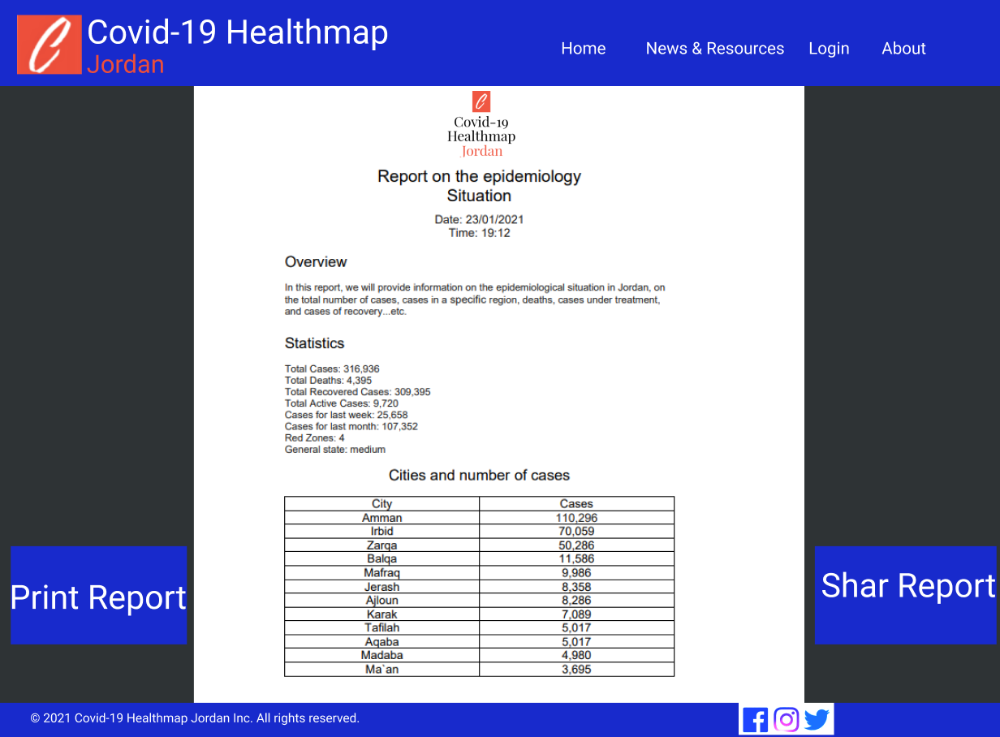 Covid-19 Healthmap
Jordan
Home
News & Resources
Login
About
Covid-19
Healthmap
Jordan
Report on the epidemiology
Situation
Date: 23/01/2021
Time: 19:12
Overview
In this report, we will provide information on the epidemiological situation in Jordan, on
the total number of cases, cases in a specific region, deaths, cases under treatment,
and cases of recovery...etc.
Statistics
Total Cases: 316,936
Total Deaths: 4,395
Total Recovered Cases: 309,395
Total Active Cases: 9,720
Cases for last week: 25,658
Cases for last month: 107,352
Red Zones: 4
General state: medium
Cities and number of cases
City Cases
Amman 110,296
Irbid 70,059
Zarqa 50,286
Balqa 11,586
Mafraq 9,986
Jerash 8,358
Ajloun 8,286
Karak 7,089
Tafilah 5,017
Aqaba 5,017
Madaba 4,980
Ma`an 3,695
Print Report
Shar Report
© 2021 Covid-19 Healthmap Jordan Inc. All rights reserved.